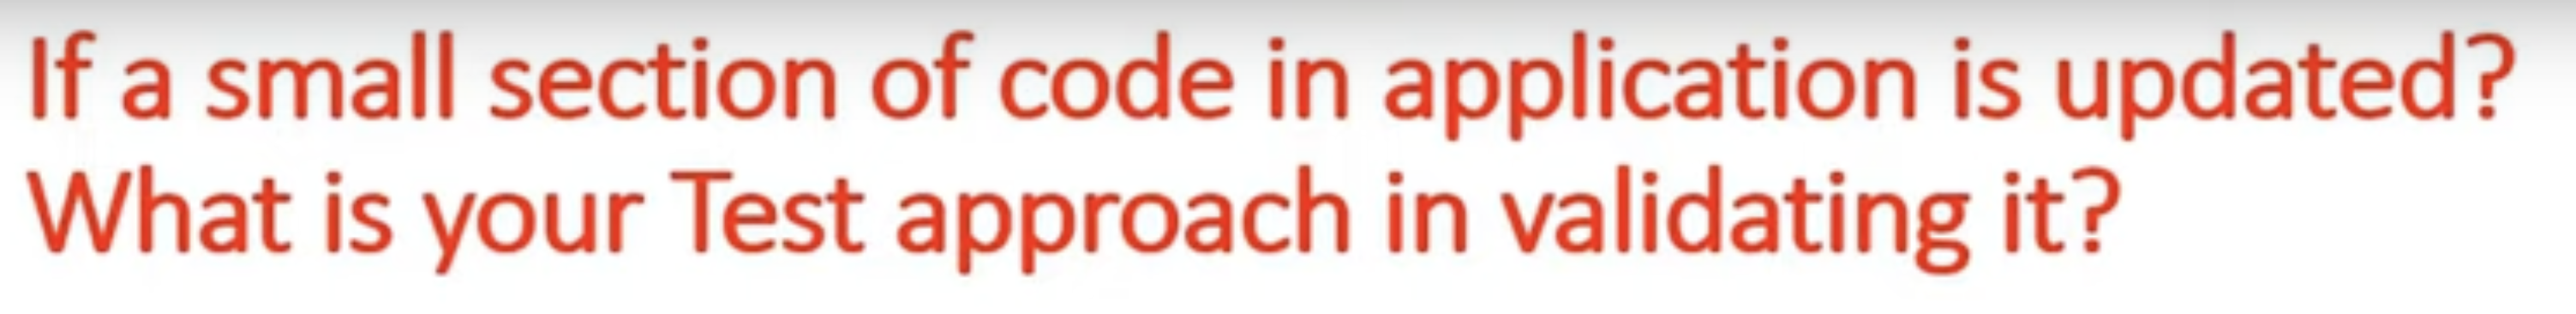 If a small section of code in application is updated?
What is your Test approach in validating it?